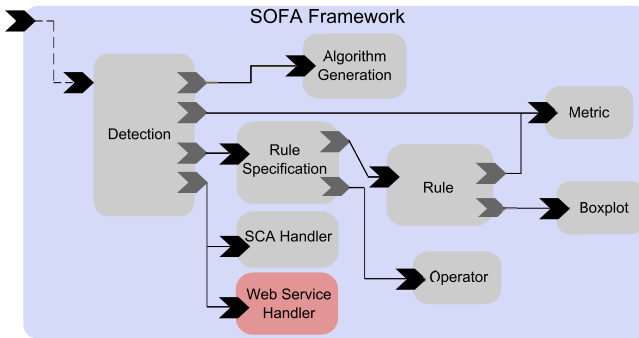 SOFA Framework
Algorithm
Generation
Metric
Detection
Rule
Specification
Rule
Boxplot
SCA Handler
Operator
Web Service
Handler